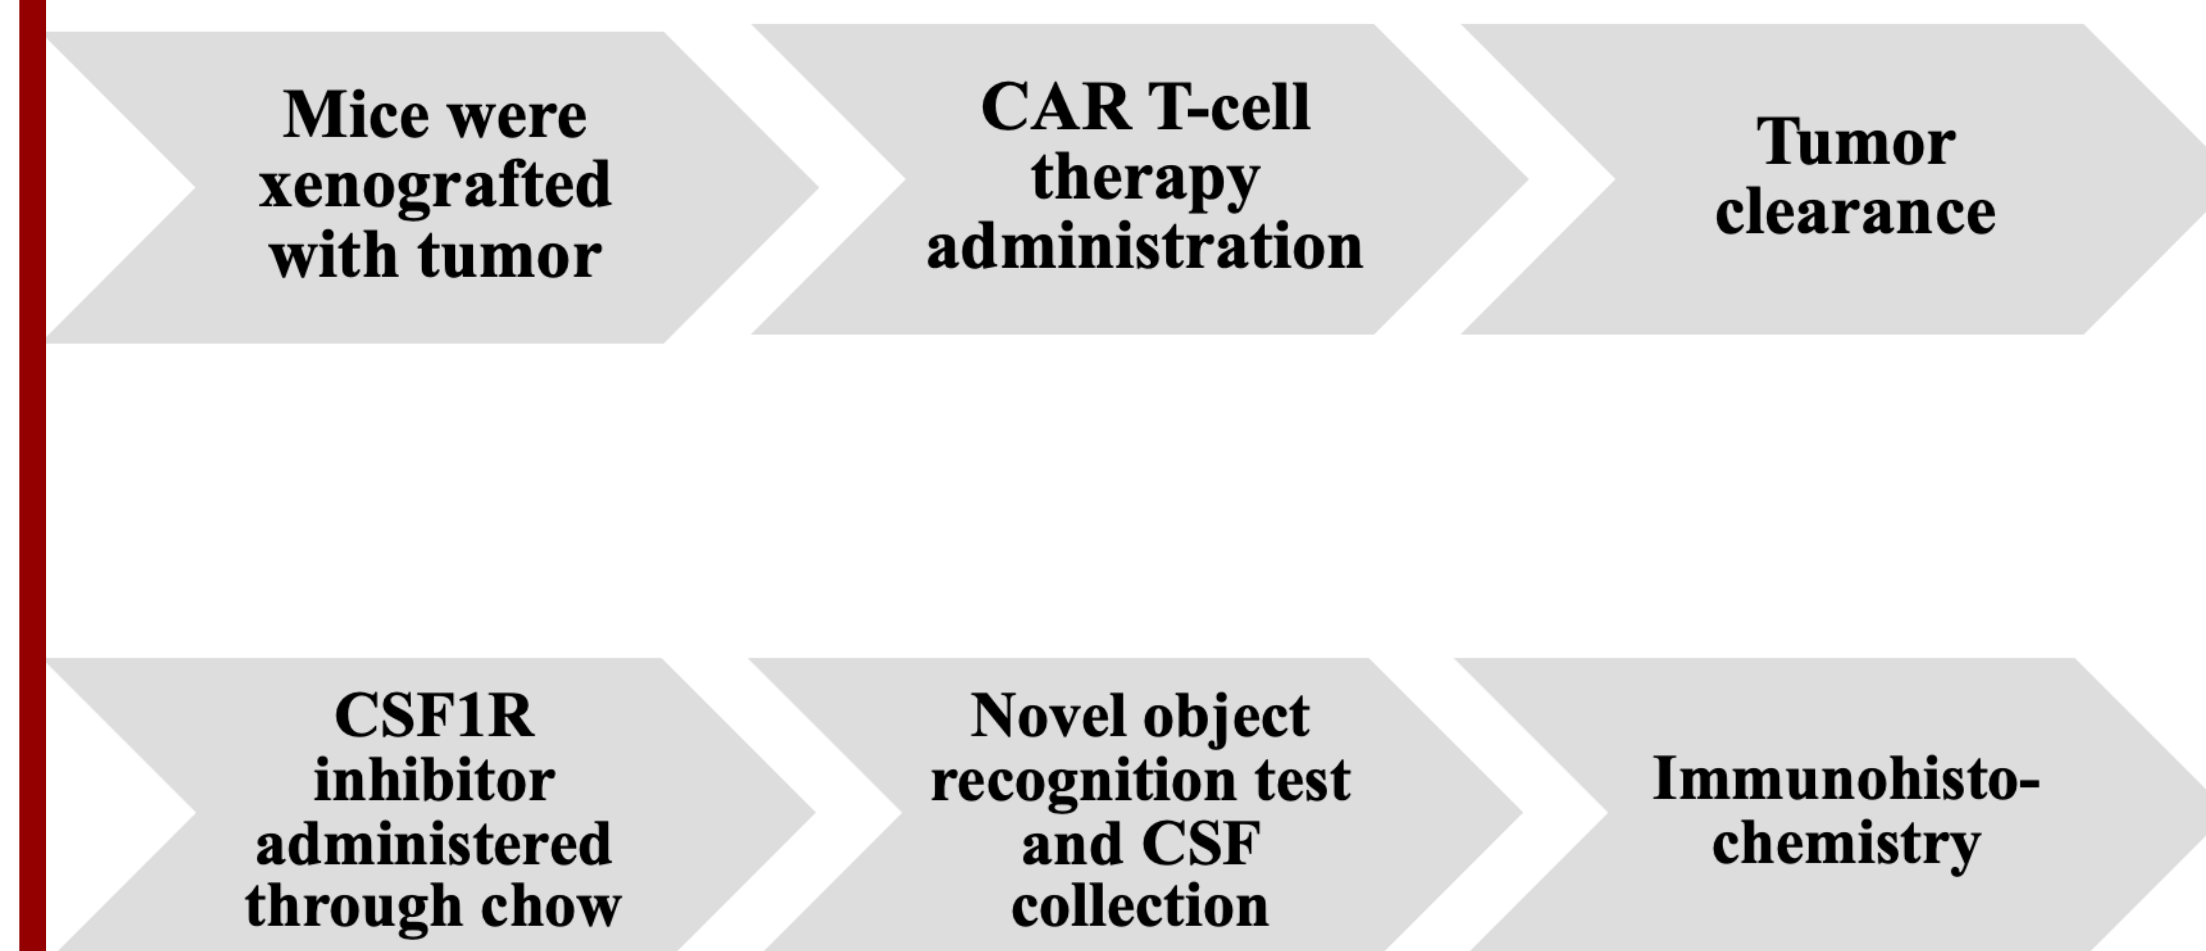 Mice were
xenografted
with tumor
CAR T-cell
therapy
administration
Tumor
clearance
CSF1R
inhibitor
administered
through chow
Novel object
recognition test
and CSF
collection
Immunohisto-
chemistry